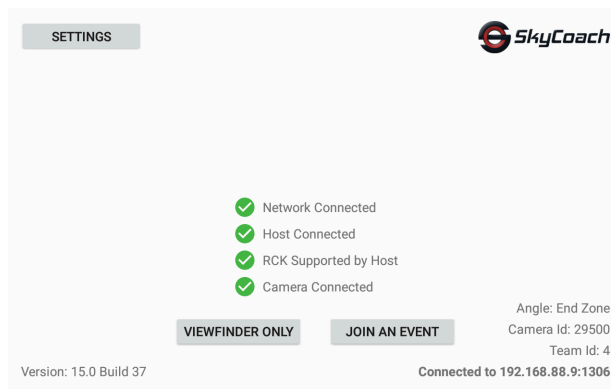 SETTINGS
SkyCoach
Network Connected
Host Connected
RCK Supported by Host
Camera Connected
VIEWFINDER ONLY
JOIN AN EVENT
Angle: End Zone
Camera Id: 29500
Team Id: 4
Version: 15.0 Build 37
Connected to 192.168.88.9:1306